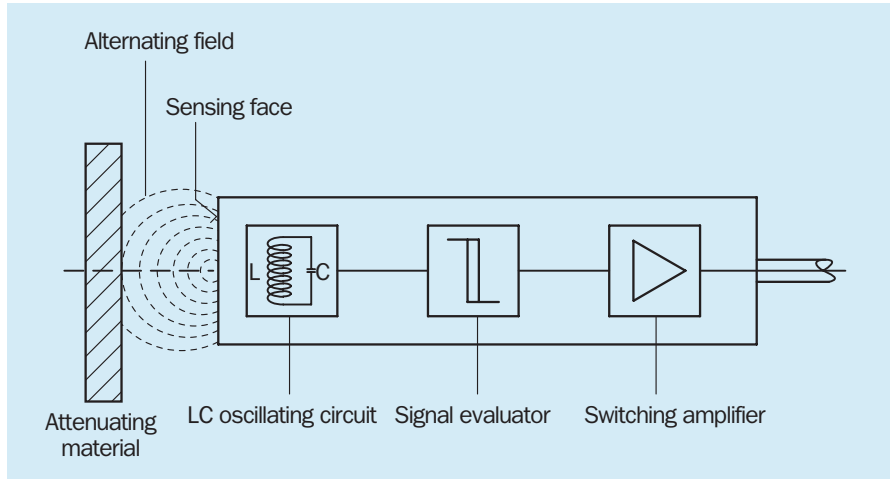 Alternating field
Sensing face
L
C
Attenuating
material
LC oscillating circuit
Signal evaluator
Switching amplifier